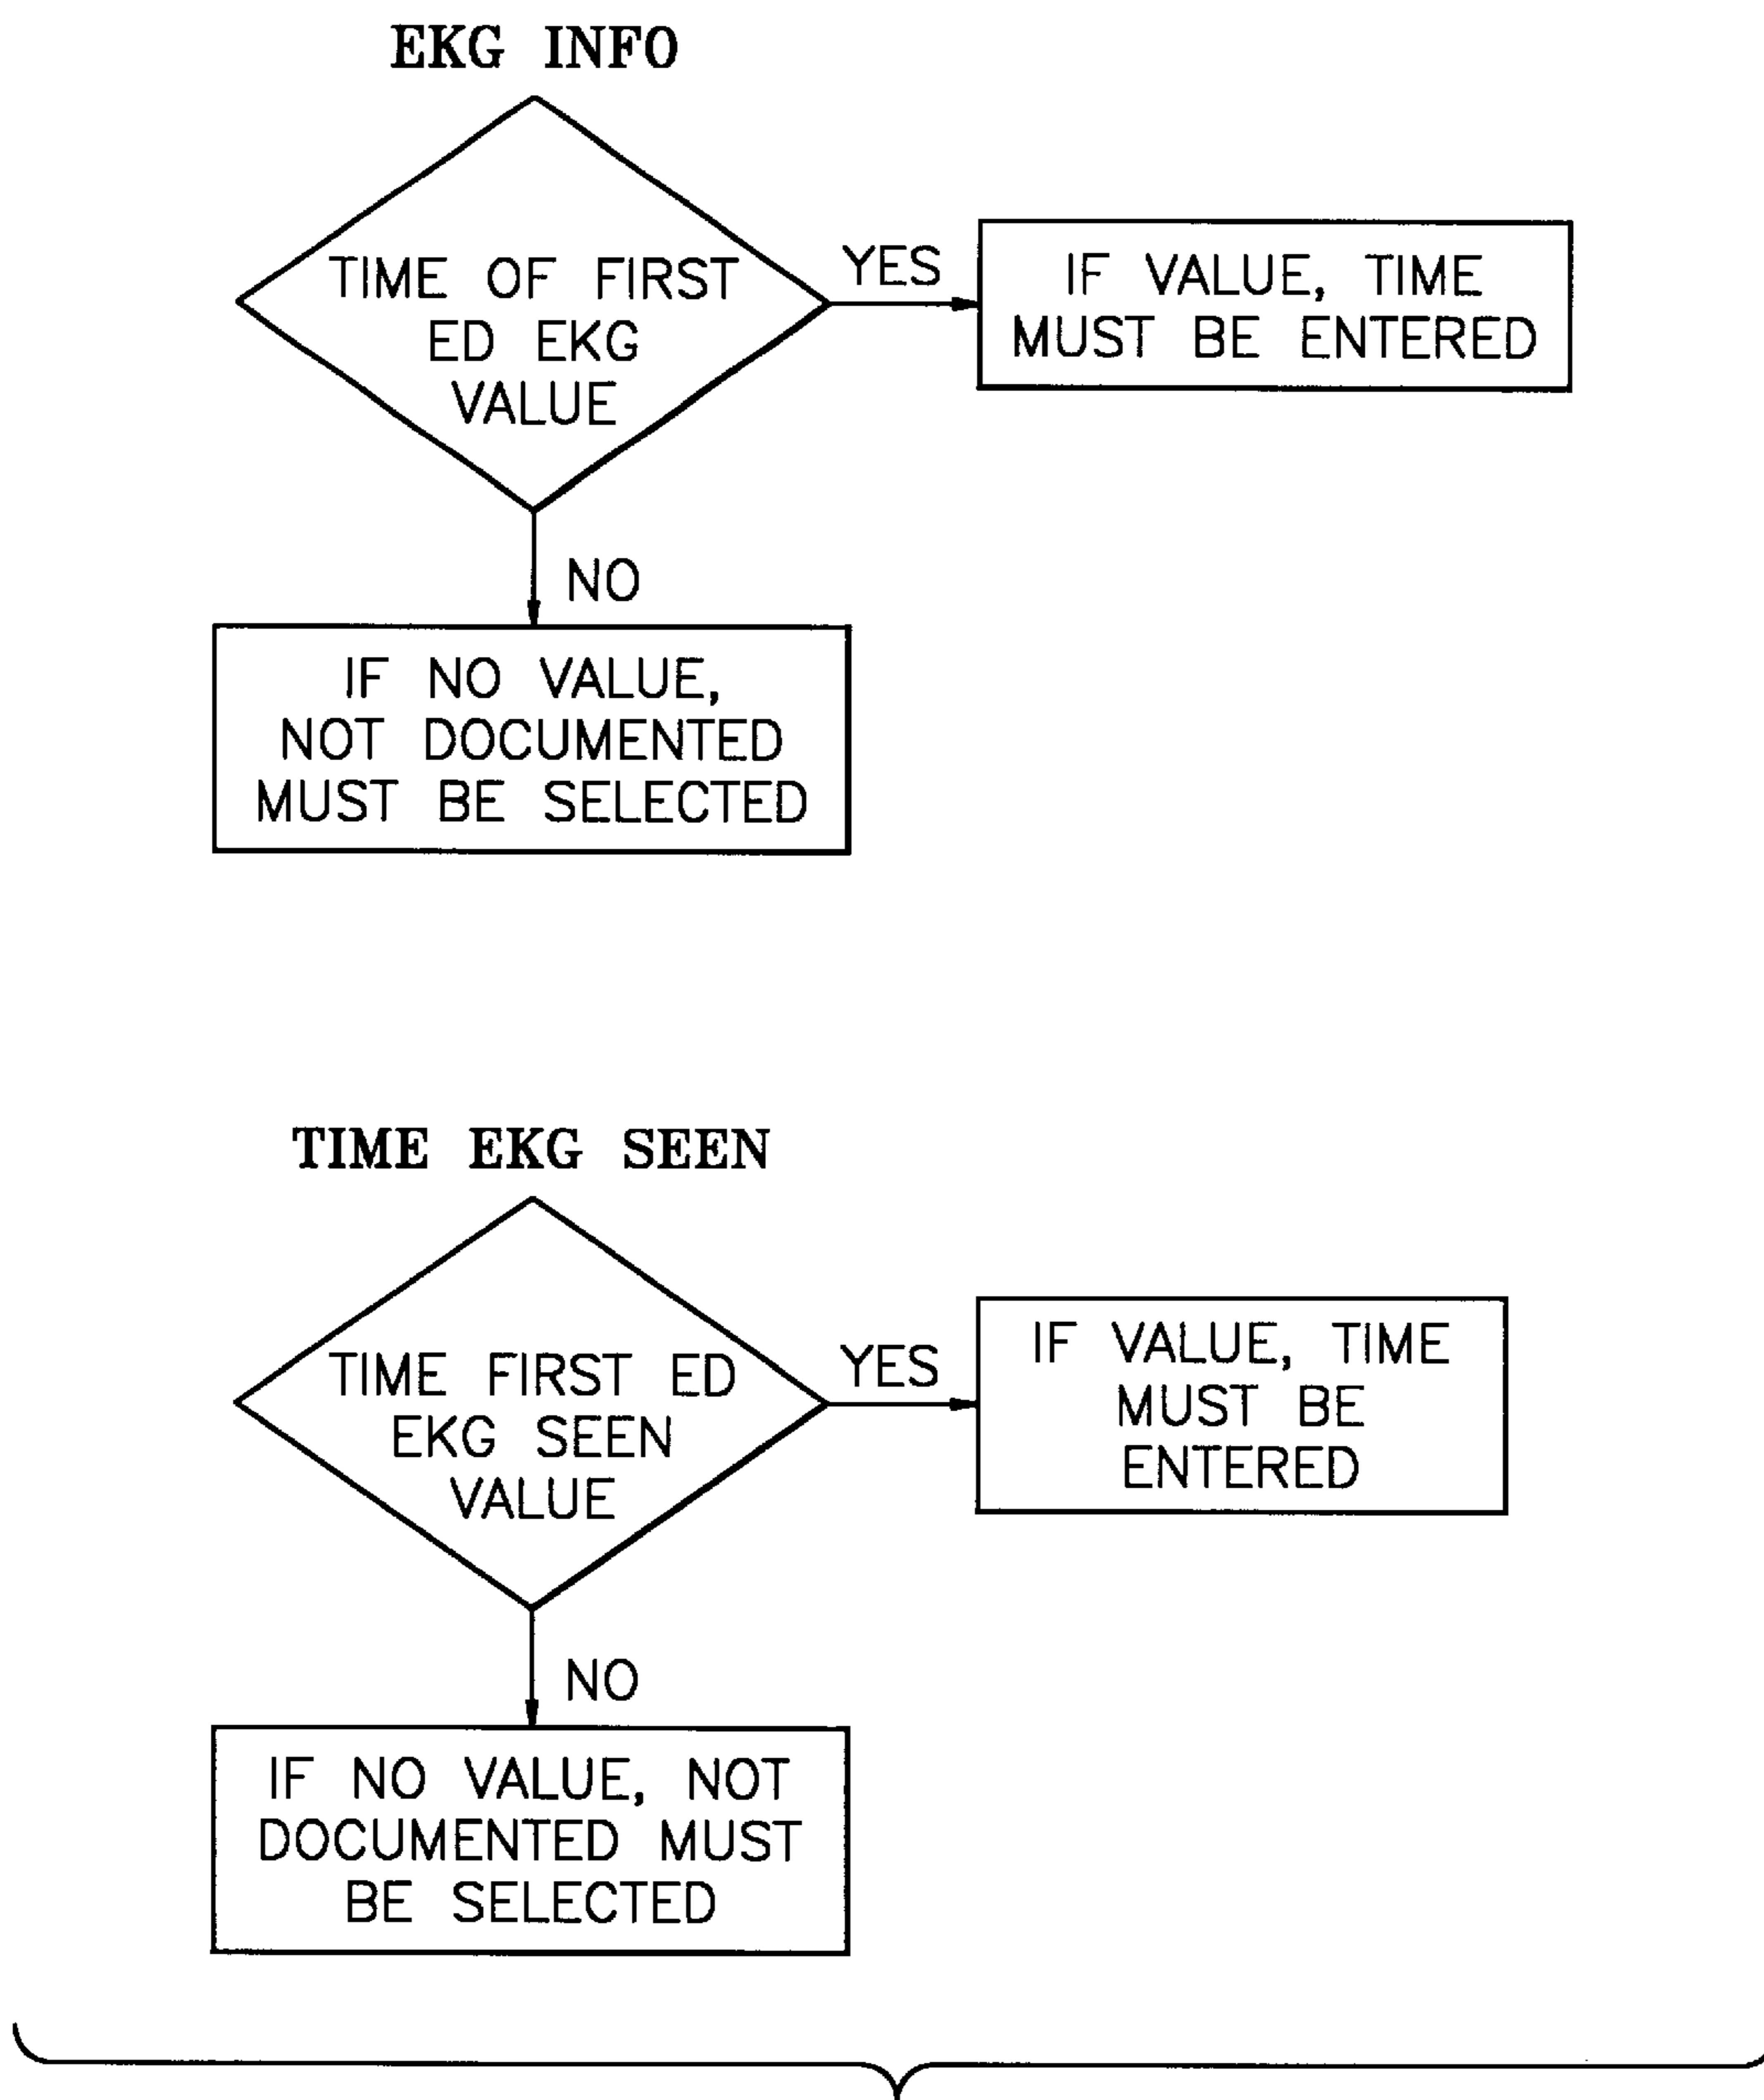 EKG INFO
TIME OF FIRST
ED EKG
VALUE
YES
IF VALUE, TIME
MUST BE ENTERED
NO
IF NO VALUE,
NOT DOCUMENTED
MUST BE SELECTED
TIME EKG SEEN
TIME FIRST ED
EKG SEEN
VALUE
YES
IF VALUE, TIME
MUST BE
ENTERED
NO
IF NO VALUE, NOT
DOCUMENTED MUST
BE SELECTED